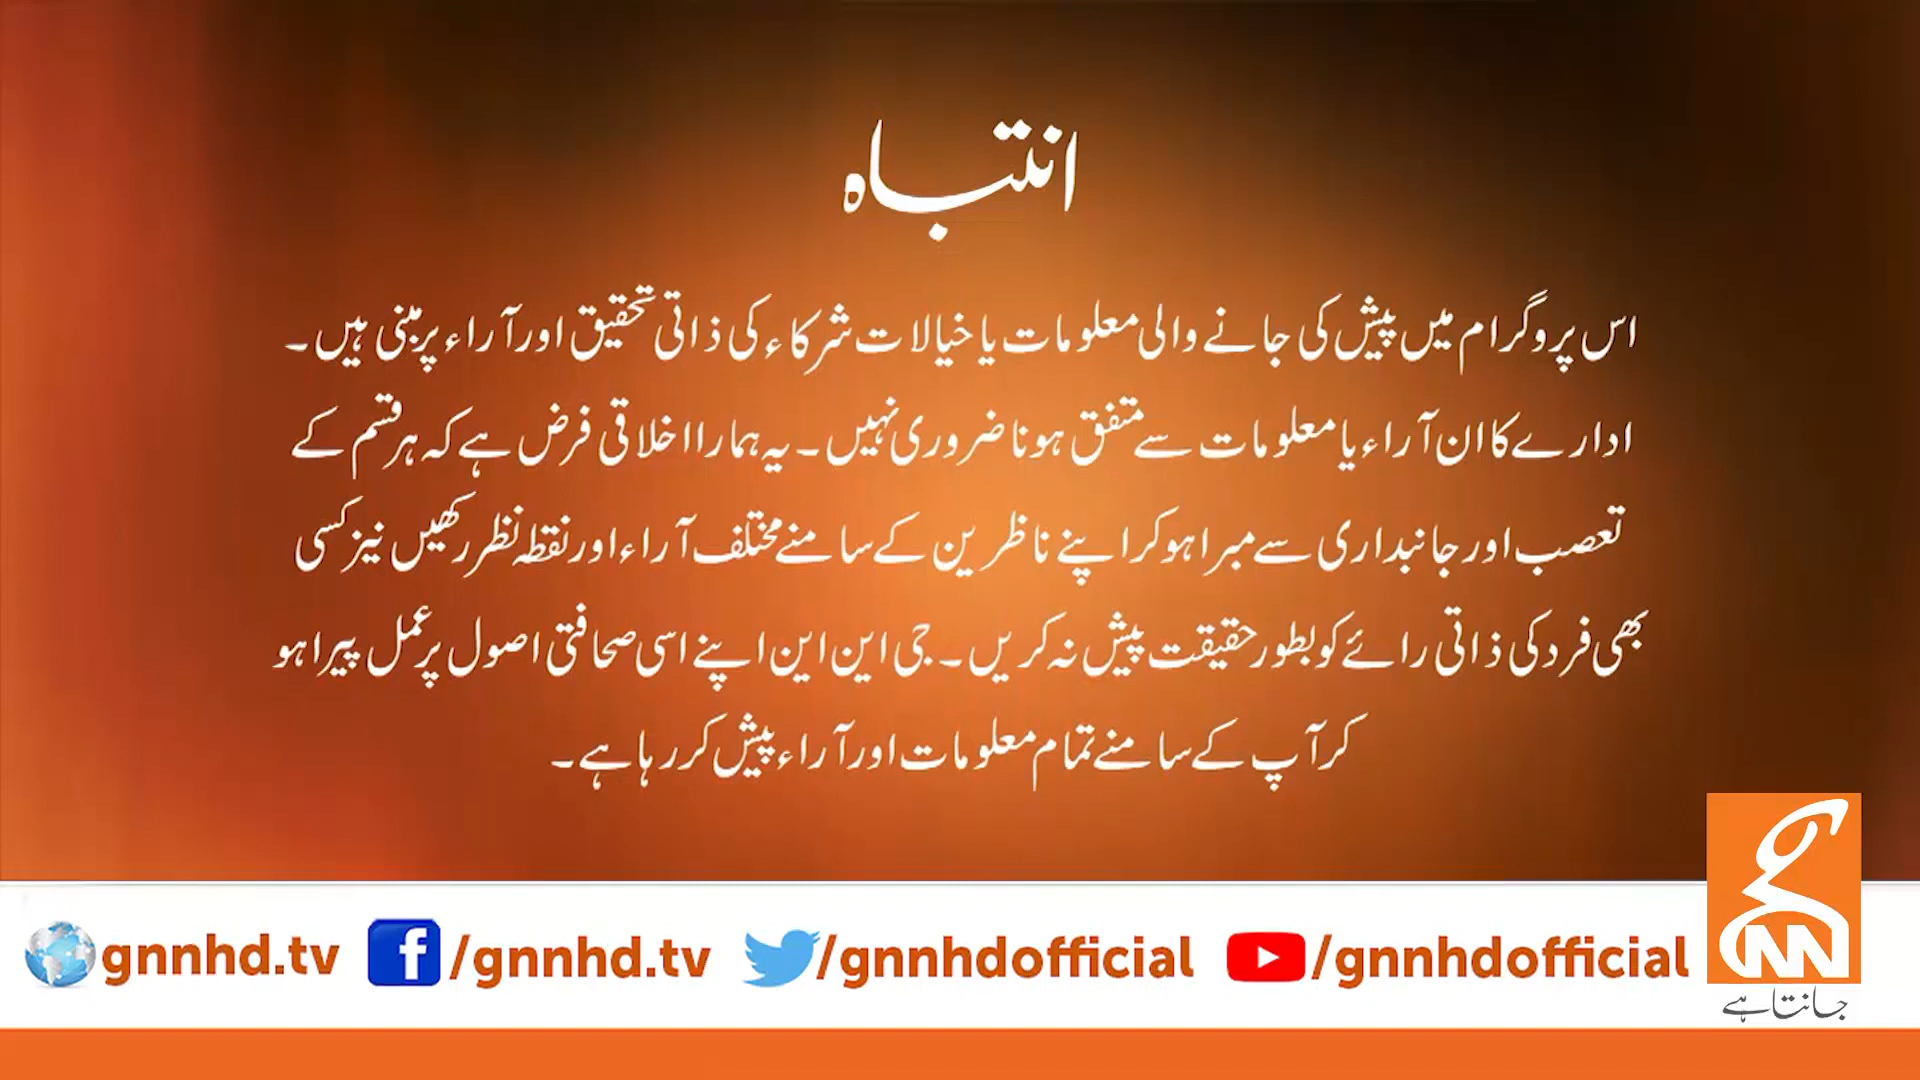 انتباہ
اس پروگرام میں پیش کی جانے والی معلومات یا خیالات شرکاء کی ذاتی تحقیق اور آراء پر مبنی ہیں۔
ادارے کا ان آراء یا معلومات سے متفق ہونا ضروری نہیں۔ یہ ہمارا اخلاقی فرض ہے کہ ہر قسم کے
تعصب اور جانبداری سے مبرا ہو کر اپنے ناظرین کے سامنے مختلف آراء اور نقطہ نظر رکھیں نیز کسی
بھی فرد کی ذاتی رائے کو بطور حقیقت پیش نہ کریں۔ جی این این اپنے اسی صحافتی اصول پر عمل پیرا ہو
کر آپ کے سامنے تمام معلومات اور آراء پیش کر رہا ہے۔
gnnhd.tv /gnnhd.tv /gnnhdofficial /gnnhdofficial
GNN
جانتا ہے